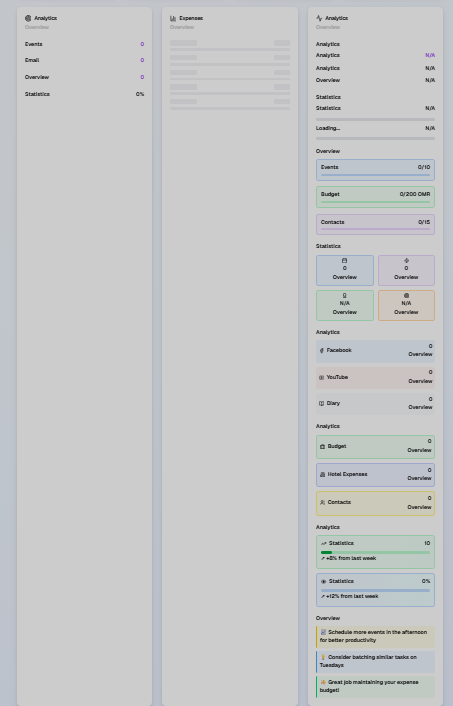 Analytics
Overview
Events 0
Email 0
Overview 0
Statistics 0%
Expenses
Overview
Analytics
Overview
Analytics
Analytics N/A
Analytics N/A
Overview N/A
Statistics
Statistics N/A
Loading... N/A
Overview
Events 0/10
Budget 0/200 OMR
Contacts 0/15
Statistics
0
Overview
0
Overview
N/A
Overview
N/A
Overview
Analytics
Facebook 0
Overview
YouTube 0
Overview
Diary 0
Overview
Analytics
Budget 0
Overview
Hotel Expenses 0
Overview
Contacts 0
Overview
Analytics
Statistics 10
↗ +8% from last week
Statistics 0%
↗ +12% from last week
Overview
Schedule more events in the afternoon
for better productivity
Consider batching similar tasks on
Tuesdays
Great job maintaining your expense
budget!